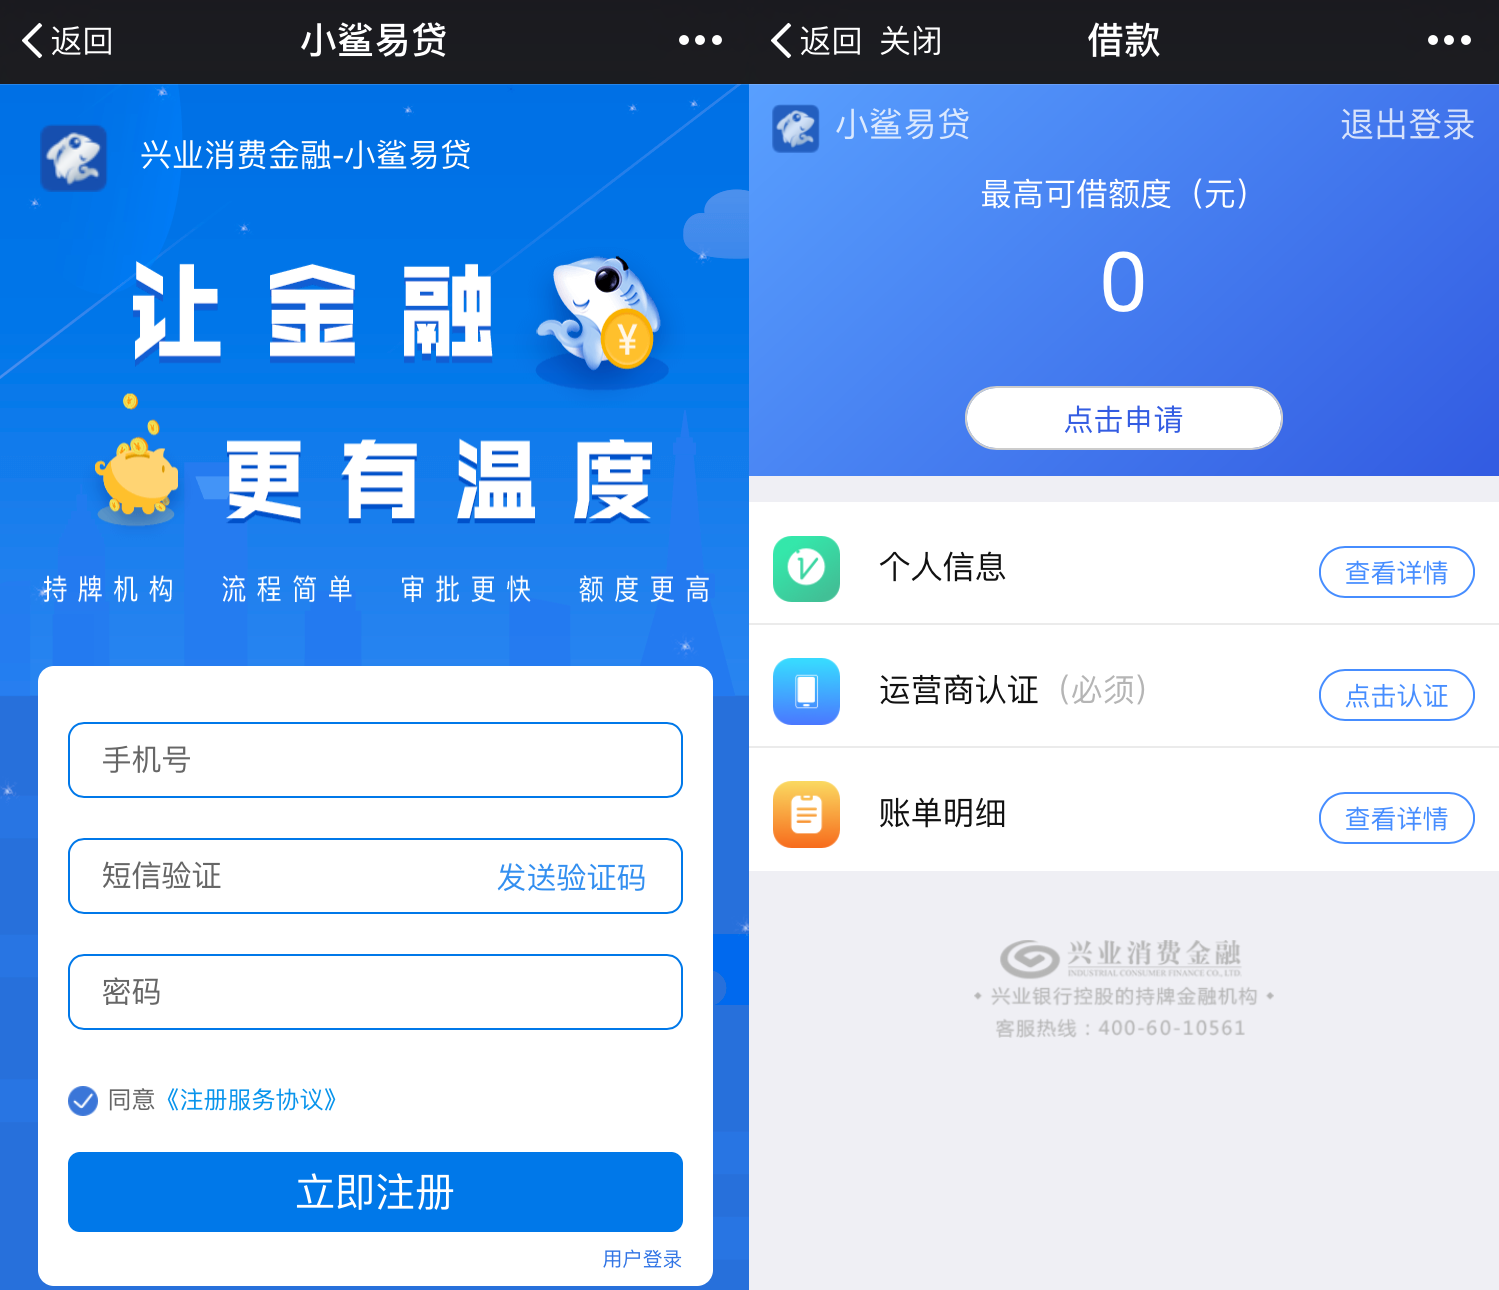 返回
小鲨易贷
兴业消费金融-小鲨易贷
让金融
¥
更有温度
持牌机构 流程简单 审批更快 额度更高
手机号
短信验证 发送验证码
密码
同意《注册服务协议》
立即注册
用户登录
返回 关闭
借款
小鲨易贷 退出登录
最高可借额度（元）
0
点击申请
个人信息 查看详情
运营商认证（必须） 点击认证
账单明细 查看详情
兴业消费金融
INDUSTRIAL CONSUMER FINANCE CO., LTD
• 兴业银行控股的持牌金融机构 •
客服热线：400-60-10561